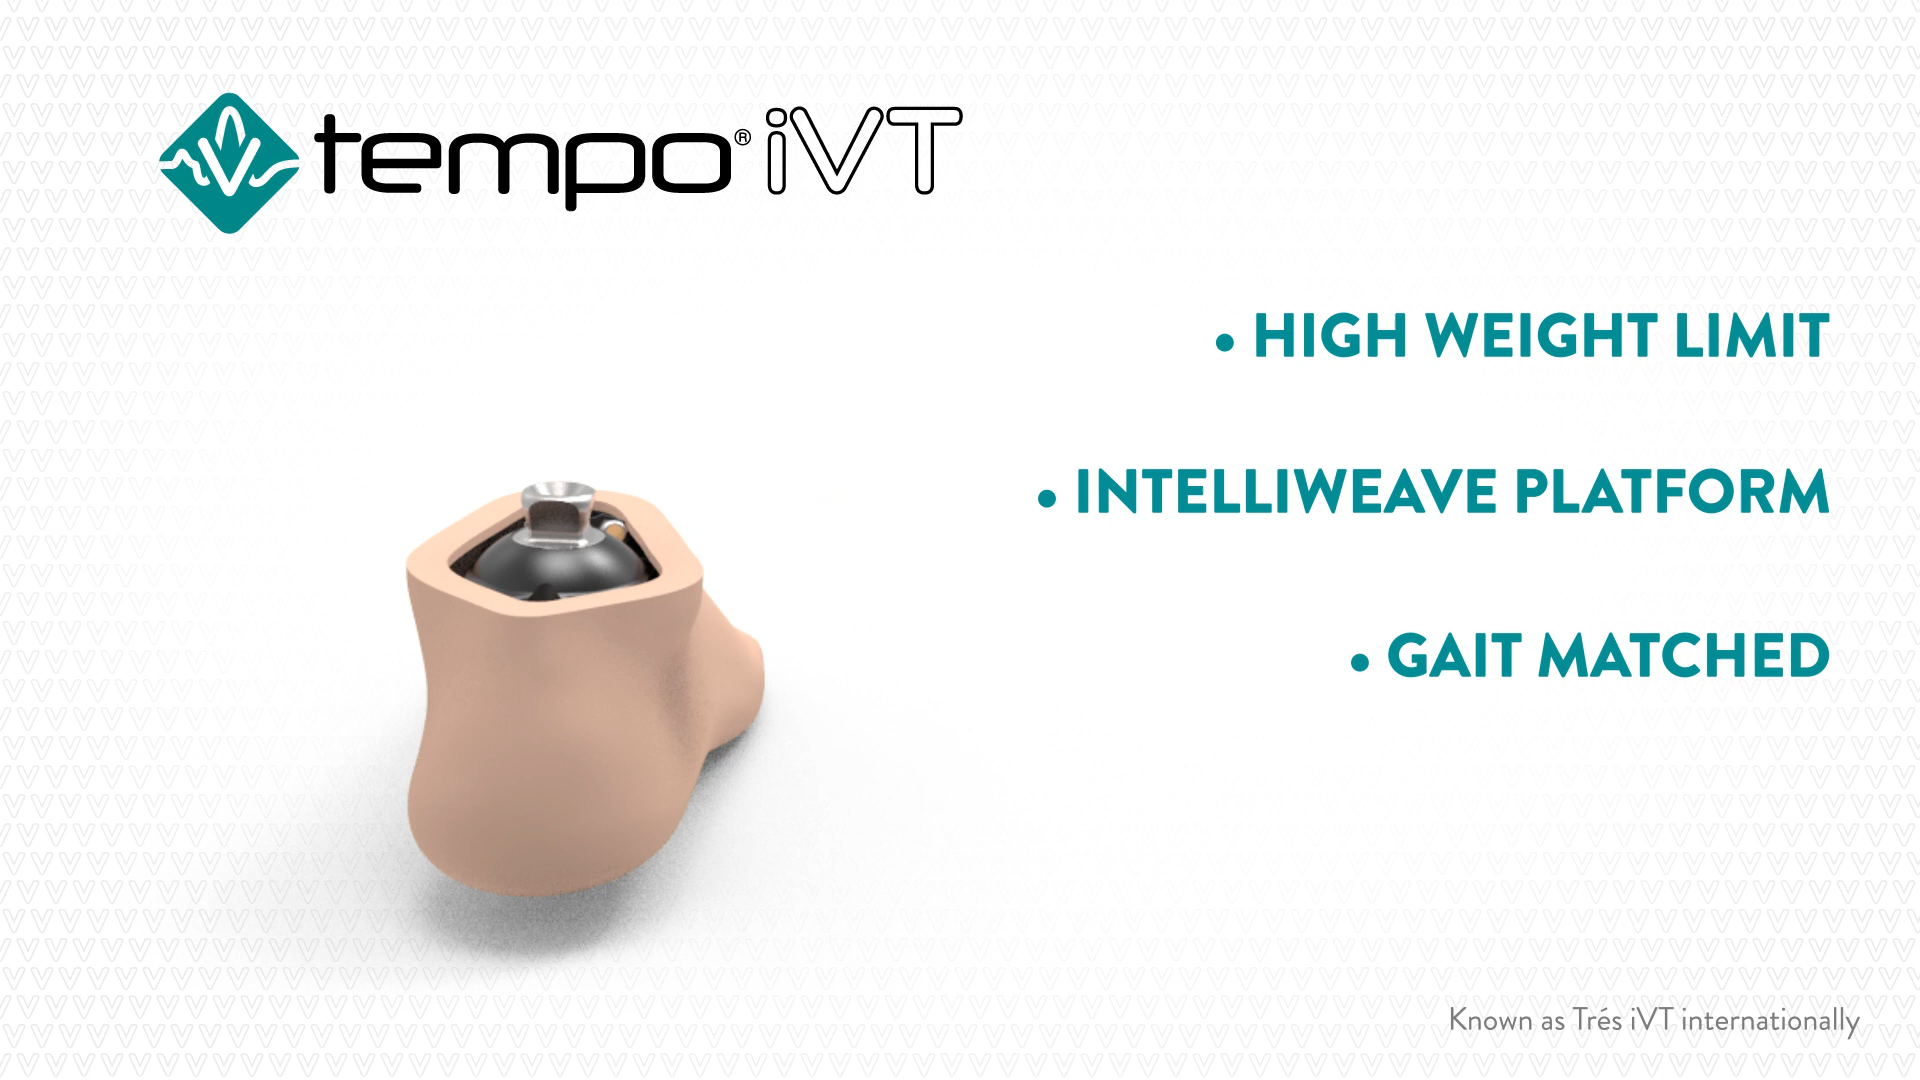 tempo® iVT
• HIGH WEIGHT LIMIT
• INTELLIWEAVE PLATFORM
• GAIT MATCHED
Known as Trés iVT internationally